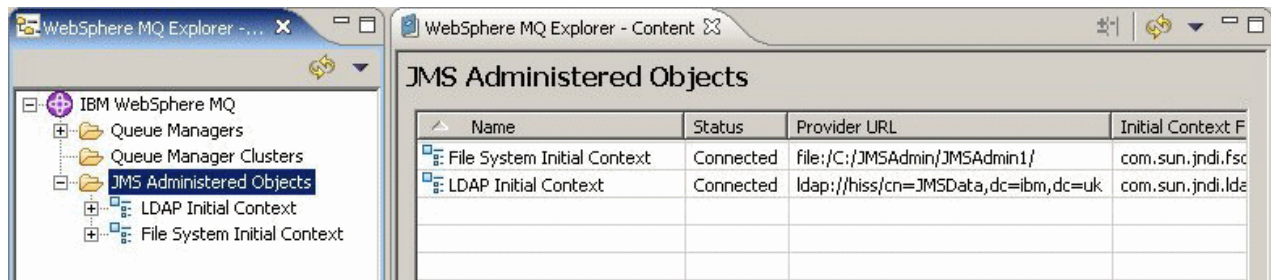 WebSphere MQ Explorer -...
IBM WebSphere MQ
Queue Managers
Queue Manager Clusters
JMS Administered Objects
LDAP Initial Context
File System Initial Context
WebSphere MQ Explorer - Content
JMS Administered Objects
Name Status Provider URL Initial Context F
File System Initial Context Connected file:/C:/JMSAdmin/JMSAdmin1/ com.sun.jndi.fsc
LDAP Initial Context Connected ldap://hiss/cn=JMSData,dc=ibm,dc=uk com.sun.jndi.lda